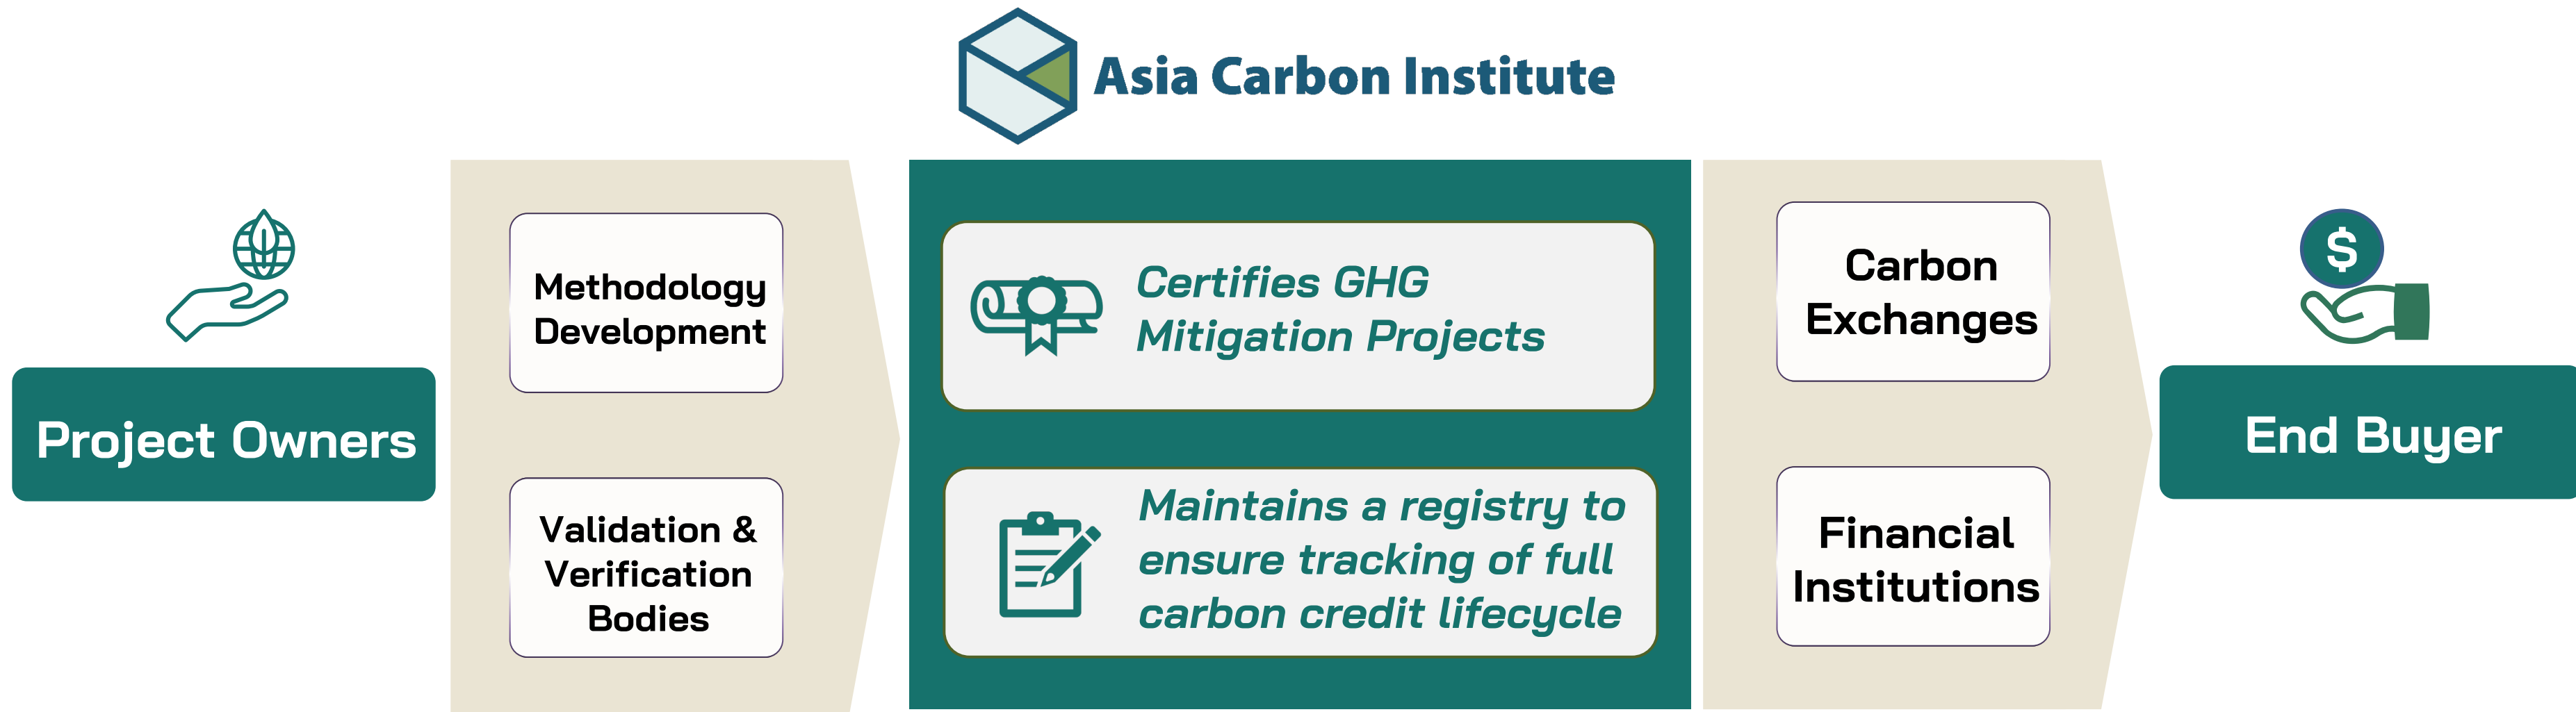 Asia Carbon Institute
Project Owners
Methodology
Development
Validation &
Verification
Bodies
Certifies GHG
Mitigation Projects
Maintains a registry to
ensure tracking of full
carbon credit lifecycle
Carbon
Exchanges
Financial
Institutions
$
End Buyer